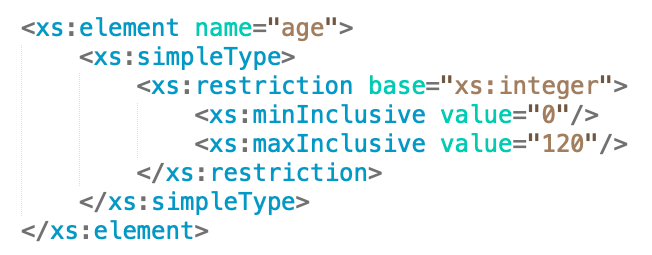 <xs:element name="age">
<xs:simpleType>
<xs:restriction base="xs:integer">
<xs:minInclusive value="0"/>
<xs:maxInclusive value="120"/>
</xs:restriction>
</xs:simpleType>
</xs:element>